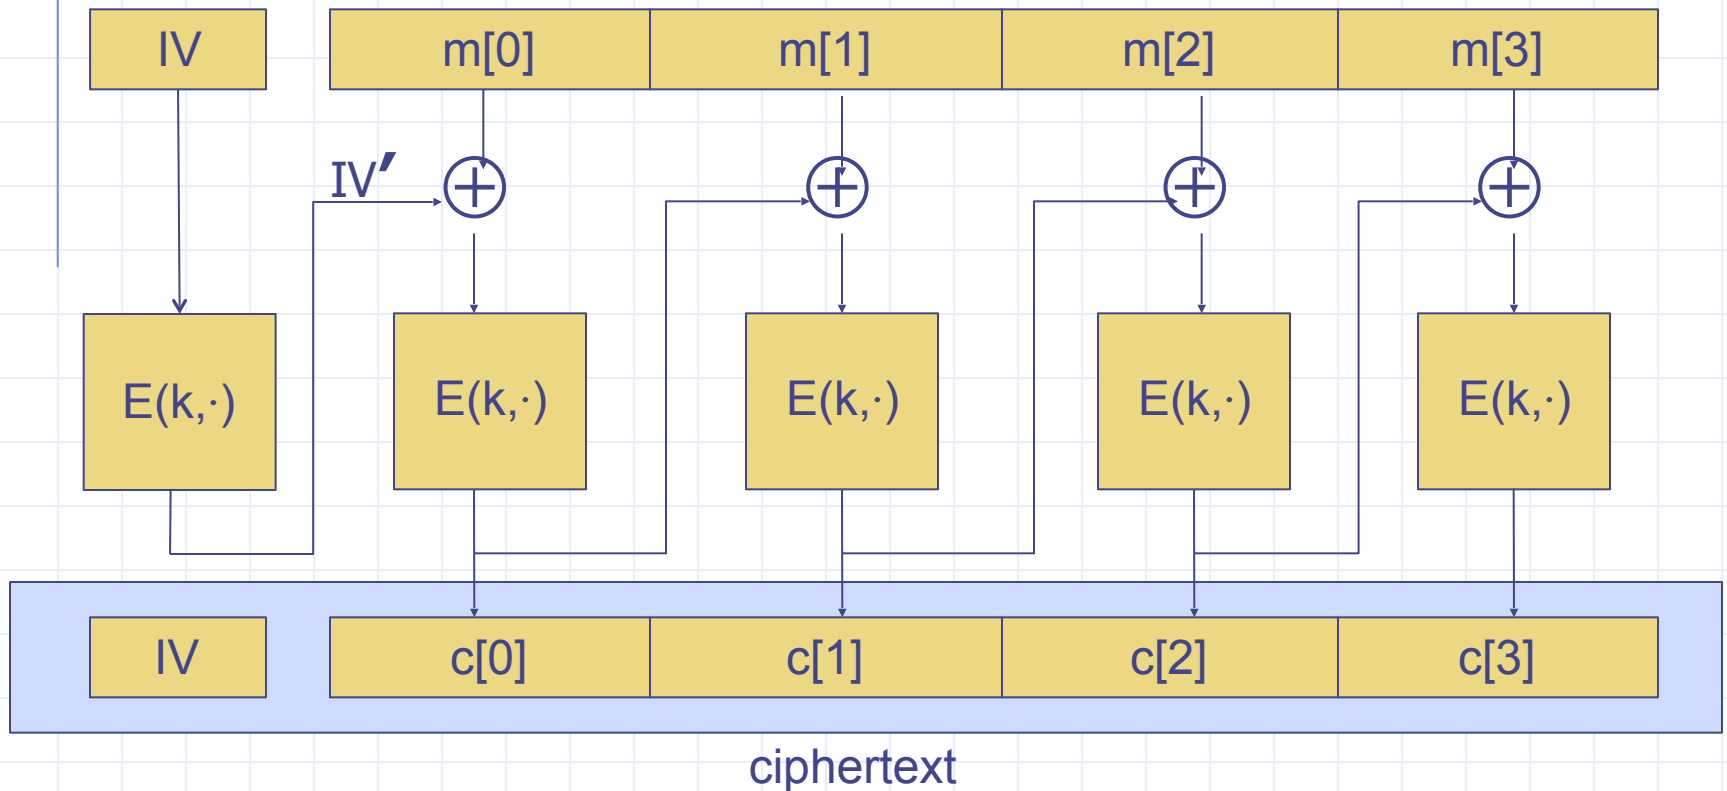 IV m[0] m[1] m[2] m[3]
IV′
E(k,·) E(k,·) E(k,·) E(k,·) E(k,·)
IV c[0] c[1] c[2] c[3]
ciphertext